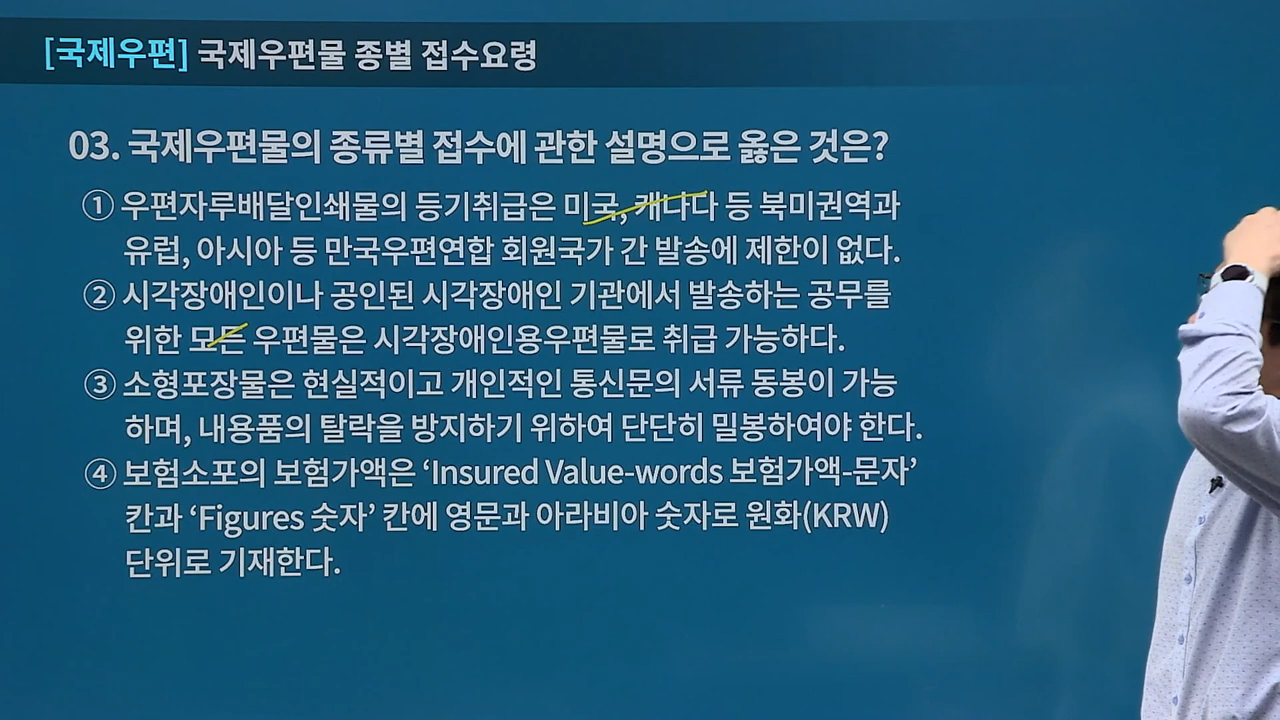 [국제우편] 국제우편물 종별 접수요령
03. 국제우편물의 종류별 접수에 관한 설명으로 옳은 것은?
① 우편자루배달인쇄물의 등기취급은 미국, 캐나다 등 북미권역과
유럽, 아시아 등 만국우편연합 회원국가 간 발송에 제한이 없다.
② 시각장애인이나 공인된 시각장애인 기관에서 발송하는 공무를
위한 모든 우편물은 시각장애인용우편물로 취급 가능하다.
③ 소형포장물은 현실적이고 개인적인 통신문의 서류 동봉이 가능
하며, 내용품의 탈락을 방지하기 위하여 단단히 밀봉하여야 한다.
④ 보험소포의 보험가액은 ‘Insured Value-words 보험가액-문자’
칸과 ‘Figures 숫자’ 칸에 영문과 아라비아 숫자로 원화(KRW)
단위로 기재한다.